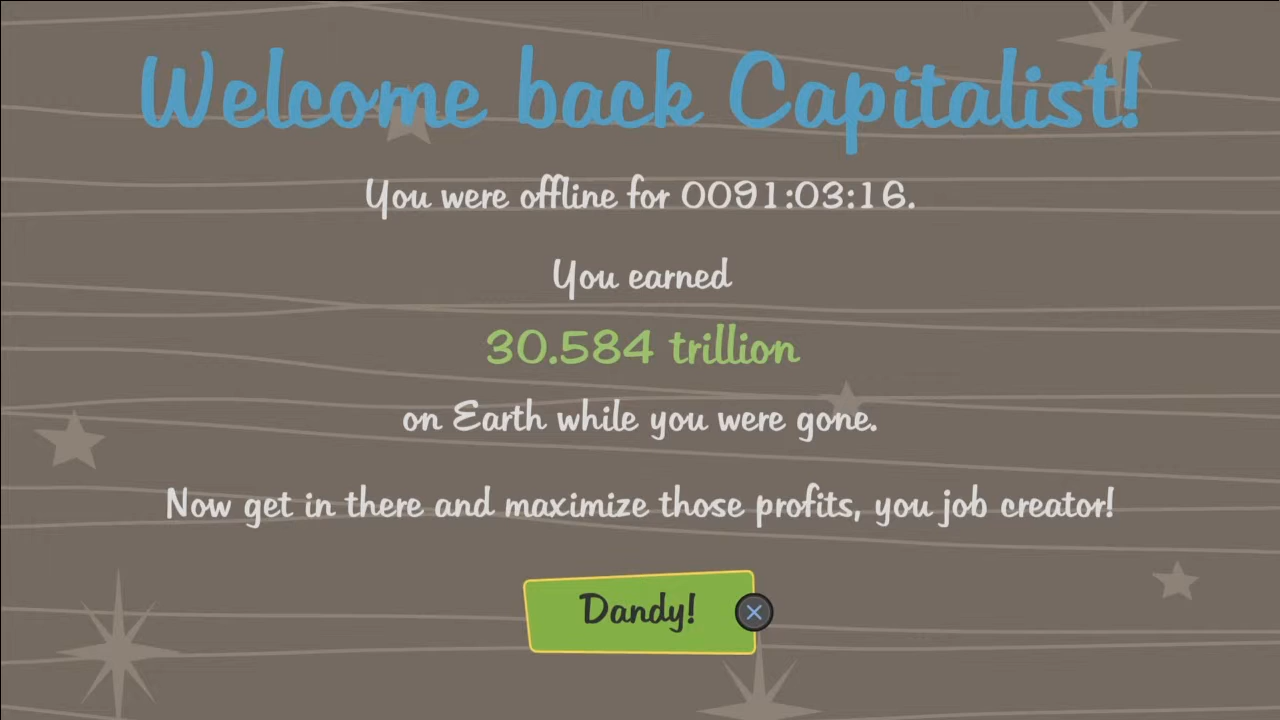 Welcome back Capitalist!
You were offline for 0091:03:16.
You earned
30.584 trillion
on Earth while you were gone.
Now get in there and maximize those profits, you job creator!
Dandy!